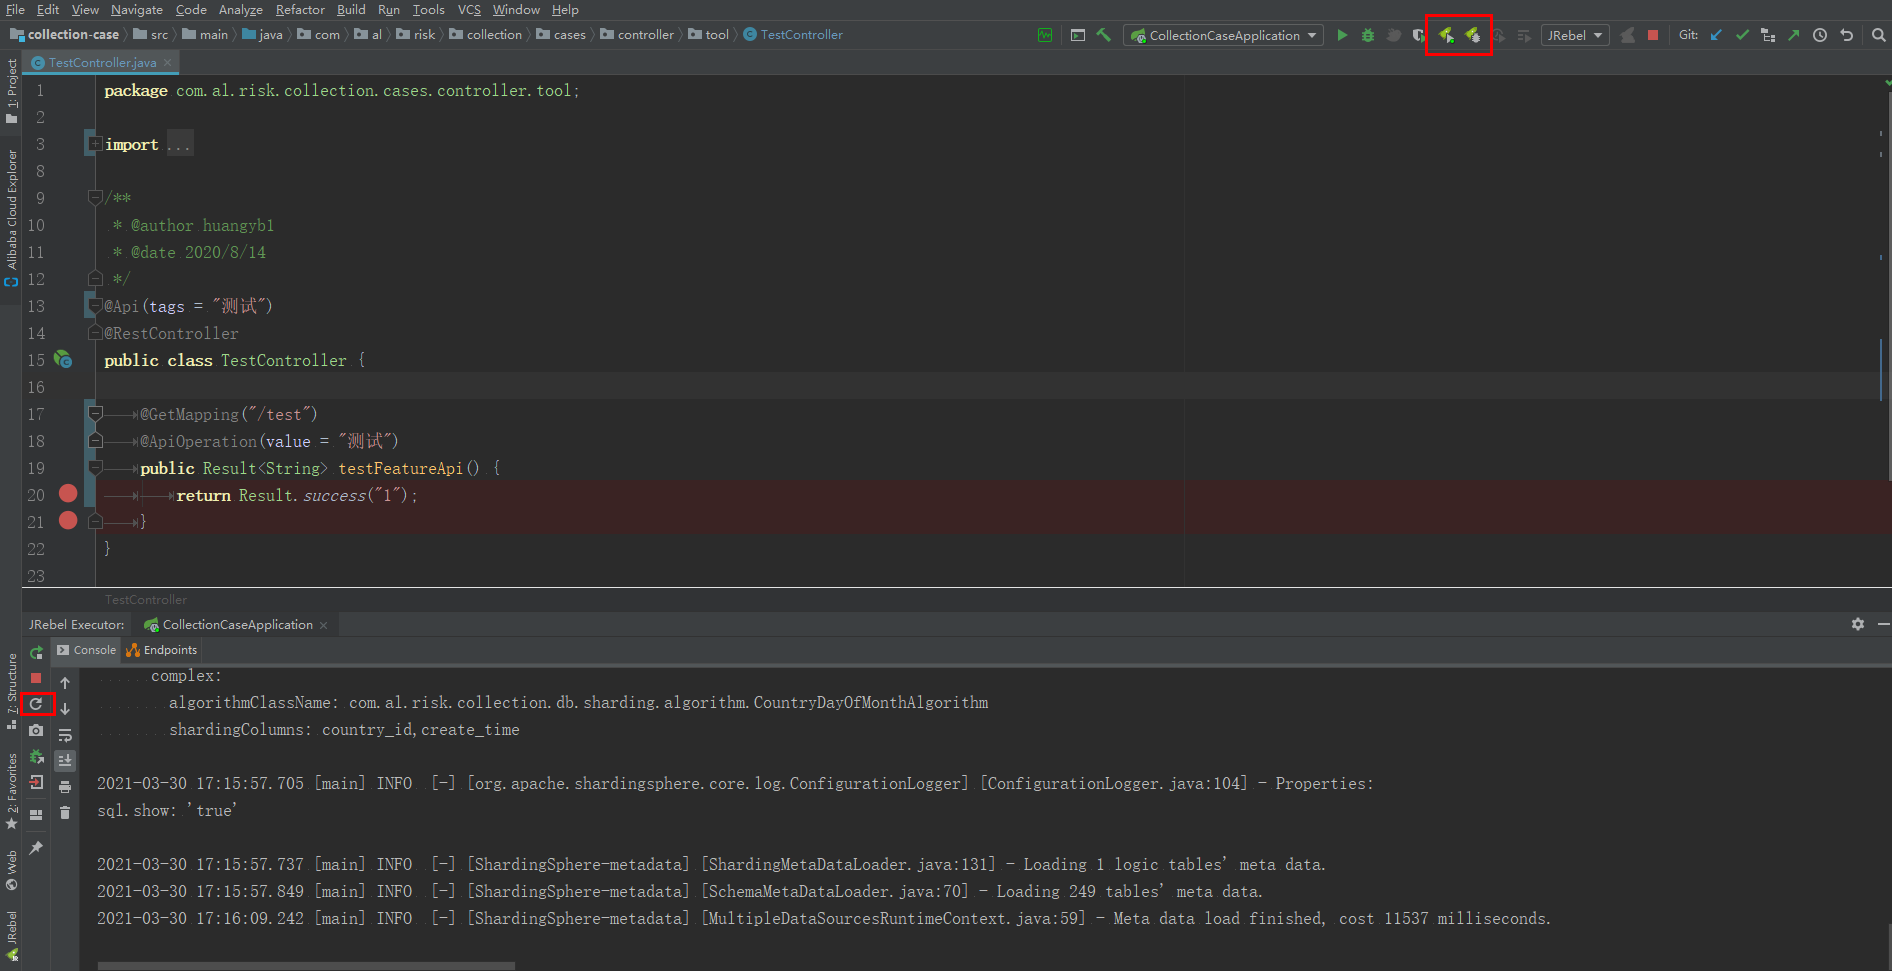 File Edit View Navigate Code Analyze Refactor Build Run Tools VCS Window Help
collection-case src main java com al risk collection cases controller tool TestController CollectionCaseApplication JRebel Git:
TestController.java
1: Project
Alibaba Cloud Explorer
7: Structure
2: Favorites
Web
JRebel
1 package com.al.risk.collection.cases.controller.tool;
2
3 import ...
8
9 /**
10 * @author huangyb1
11 * @date 2020/8/14
12 */
13 @Api(tags = "测试")
14 @RestController
15 public class TestController {
16
17 @GetMapping("/test")
18 @ApiOperation(value = "测试")
19 public Result<String> testFeatureApi() {
20 return Result.success("1");
21 }
22 }
23
TestController
JRebel Executor: CollectionCaseApplication
Console Endpoints
complex:
algorithmClassName: com.al.risk.collection.db.sharding.algorithm.CountryDayOfMonthAlgorithm
shardingColumns: country_id,create_time
2021-03-30 17:15:57.705 [main] INFO [-] [org.apache.shardingsphere.core.log.ConfigurationLogger] [ConfigurationLogger.java:104] - Properties:
sql.show: 'true'
2021-03-30 17:15:57.737 [main] INFO [-] [ShardingSphere-metadata] [ShardingMetaDataLoader.java:131] - Loading 1 logic tables' meta data.
2021-03-30 17:15:57.849 [main] INFO [-] [ShardingSphere-metadata] [SchemaMetaDataLoader.java:70] - Loading 249 tables' meta data.
2021-03-30 17:16:09.242 [main] INFO [-] [ShardingSphere-metadata] [MultipleDataSourcesRuntimeContext.java:59] - Meta data load finished, cost 11537 milliseconds.